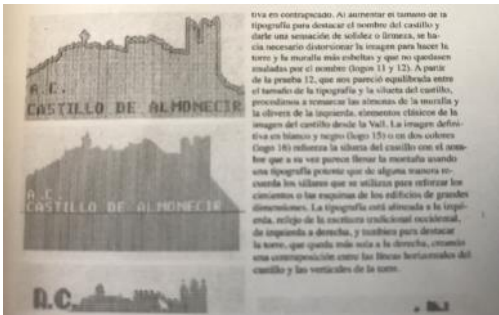 A.C.
CASTILLO DE ALMONECIR
A.C.
CASTILLO DE ALMONECIR
A.C.
tiva en contrapicado. Al aumentar el tamaño de la
tipografía para destacar el nombre del castillo y
darle una sensación de solidez o firmeza, se ha-
cía necesario distorsionar la imagen para hacer la
torre y la muralla más esbeltas y que no quedasen
anuladas por el nombre (logos 11 y 12). A partir
de la prueba 12, que nos pareció equilibrada entre
el tamaño de la tipografía y la silueta del castillo,
procedimos a remarcar las almenas de la muralla y
la olivera de la izquierda, elementos clásicos de la
imagen del castillo desde la Vall. La imagen defini-
tiva en blanco y negro (logo 15) o en dos colores
(logo 16) refuerza la silueta del castillo con el nom-
bre que a su vez parece llenar la montaña usando
una tipografía potente que de alguna manera re-
cuerda los sillares que se utilizan para reforzar los
cimientos o las esquinas de los edificios de grandes
dimensiones. La tipografía está alineada a la izqui-
erda, reflejo de la escritura tradicional occidental,
de izquierda a derecha, y tambien para destacar
la torre, que queda más sola a la derecha, creando
una contraposición entre las líneas horizontales del
castillo y las verticales de la torre.